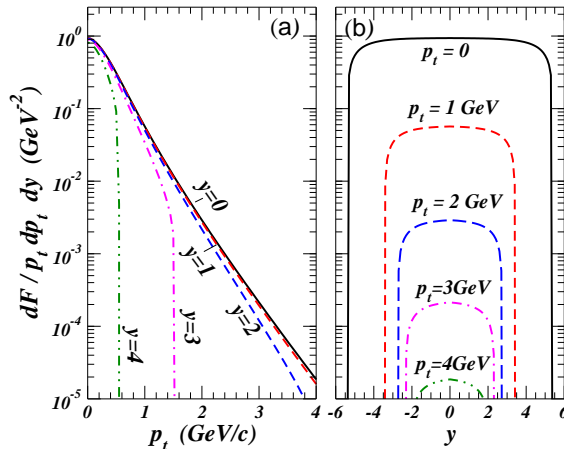 (a)
(b)
dF / p_t dp_t dy (GeV^-2)
10^0
10^-1
10^-2
10^-3
10^-4
10^-5
y=0
y=1
y=2
y=3
y=4
0 1 2 3 4
p_t (GeV/c)
p_t = 0
p_t = 1 GeV
p_t = 2 GeV
p_t=3GeV
p_t=4GeV
-6 -4 -2 0 2 4 6
y